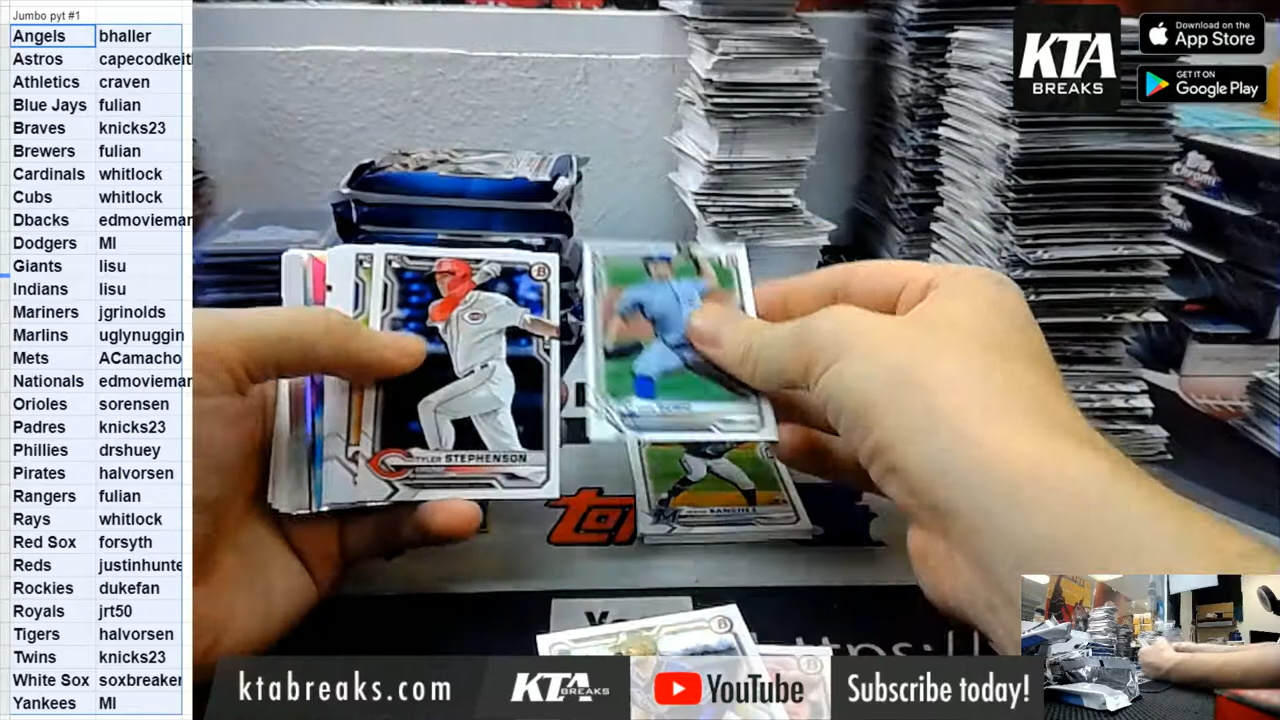 Jumbo pyt #1
Angels bhaller
Astros capecodkeit
Athletics craven
Blue Jays fulian
Braves knicks23
Brewers fulian
Cardinals whitlock
Cubs whitlock
Dbacks edmovieman
Dodgers MI
Giants lisu
Indians lisu
Mariners jgrinolds
Marlins uglynuggin
Mets ACamacho
Nationals edmovieman
Orioles sorensen
Padres knicks23
Phillies drshuey
Pirates halvorsen
Rangers fulian
Rays whitlock
Red Sox forsyth
Reds justinhunte
Rockies dukefan
Royals jrt50
Tigers halvorsen
Twins knicks23
White Sox soxbreaker
Yankees MI
KTA
BREAKS
Download on the
App Store
GET IT ON
Google Play
Chrome
TYLER STEPHENSON
SANCHEZ
ktabreaks.com
KTA BREAKS
YouTube
Subscribe today!